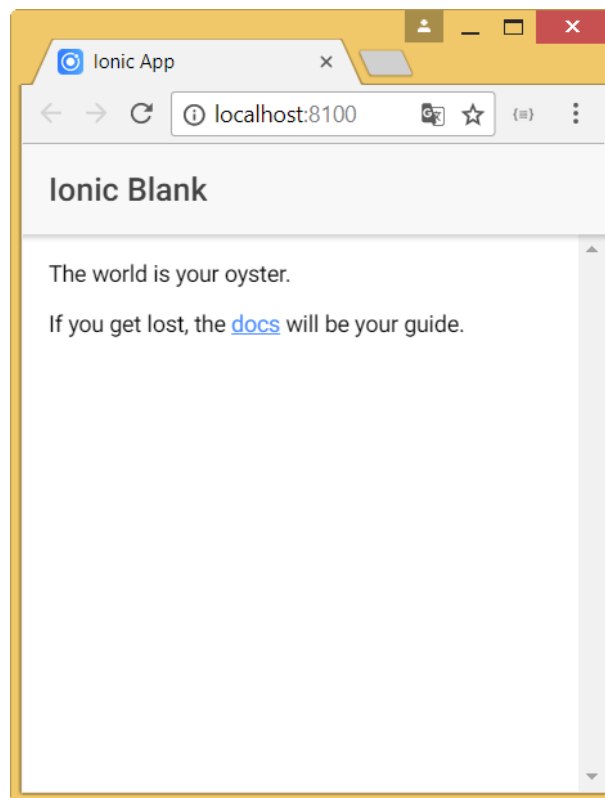 Ionic App
localhost:8100
Ionic Blank
The world is your oyster.
If you get lost, the docs will be your guide.